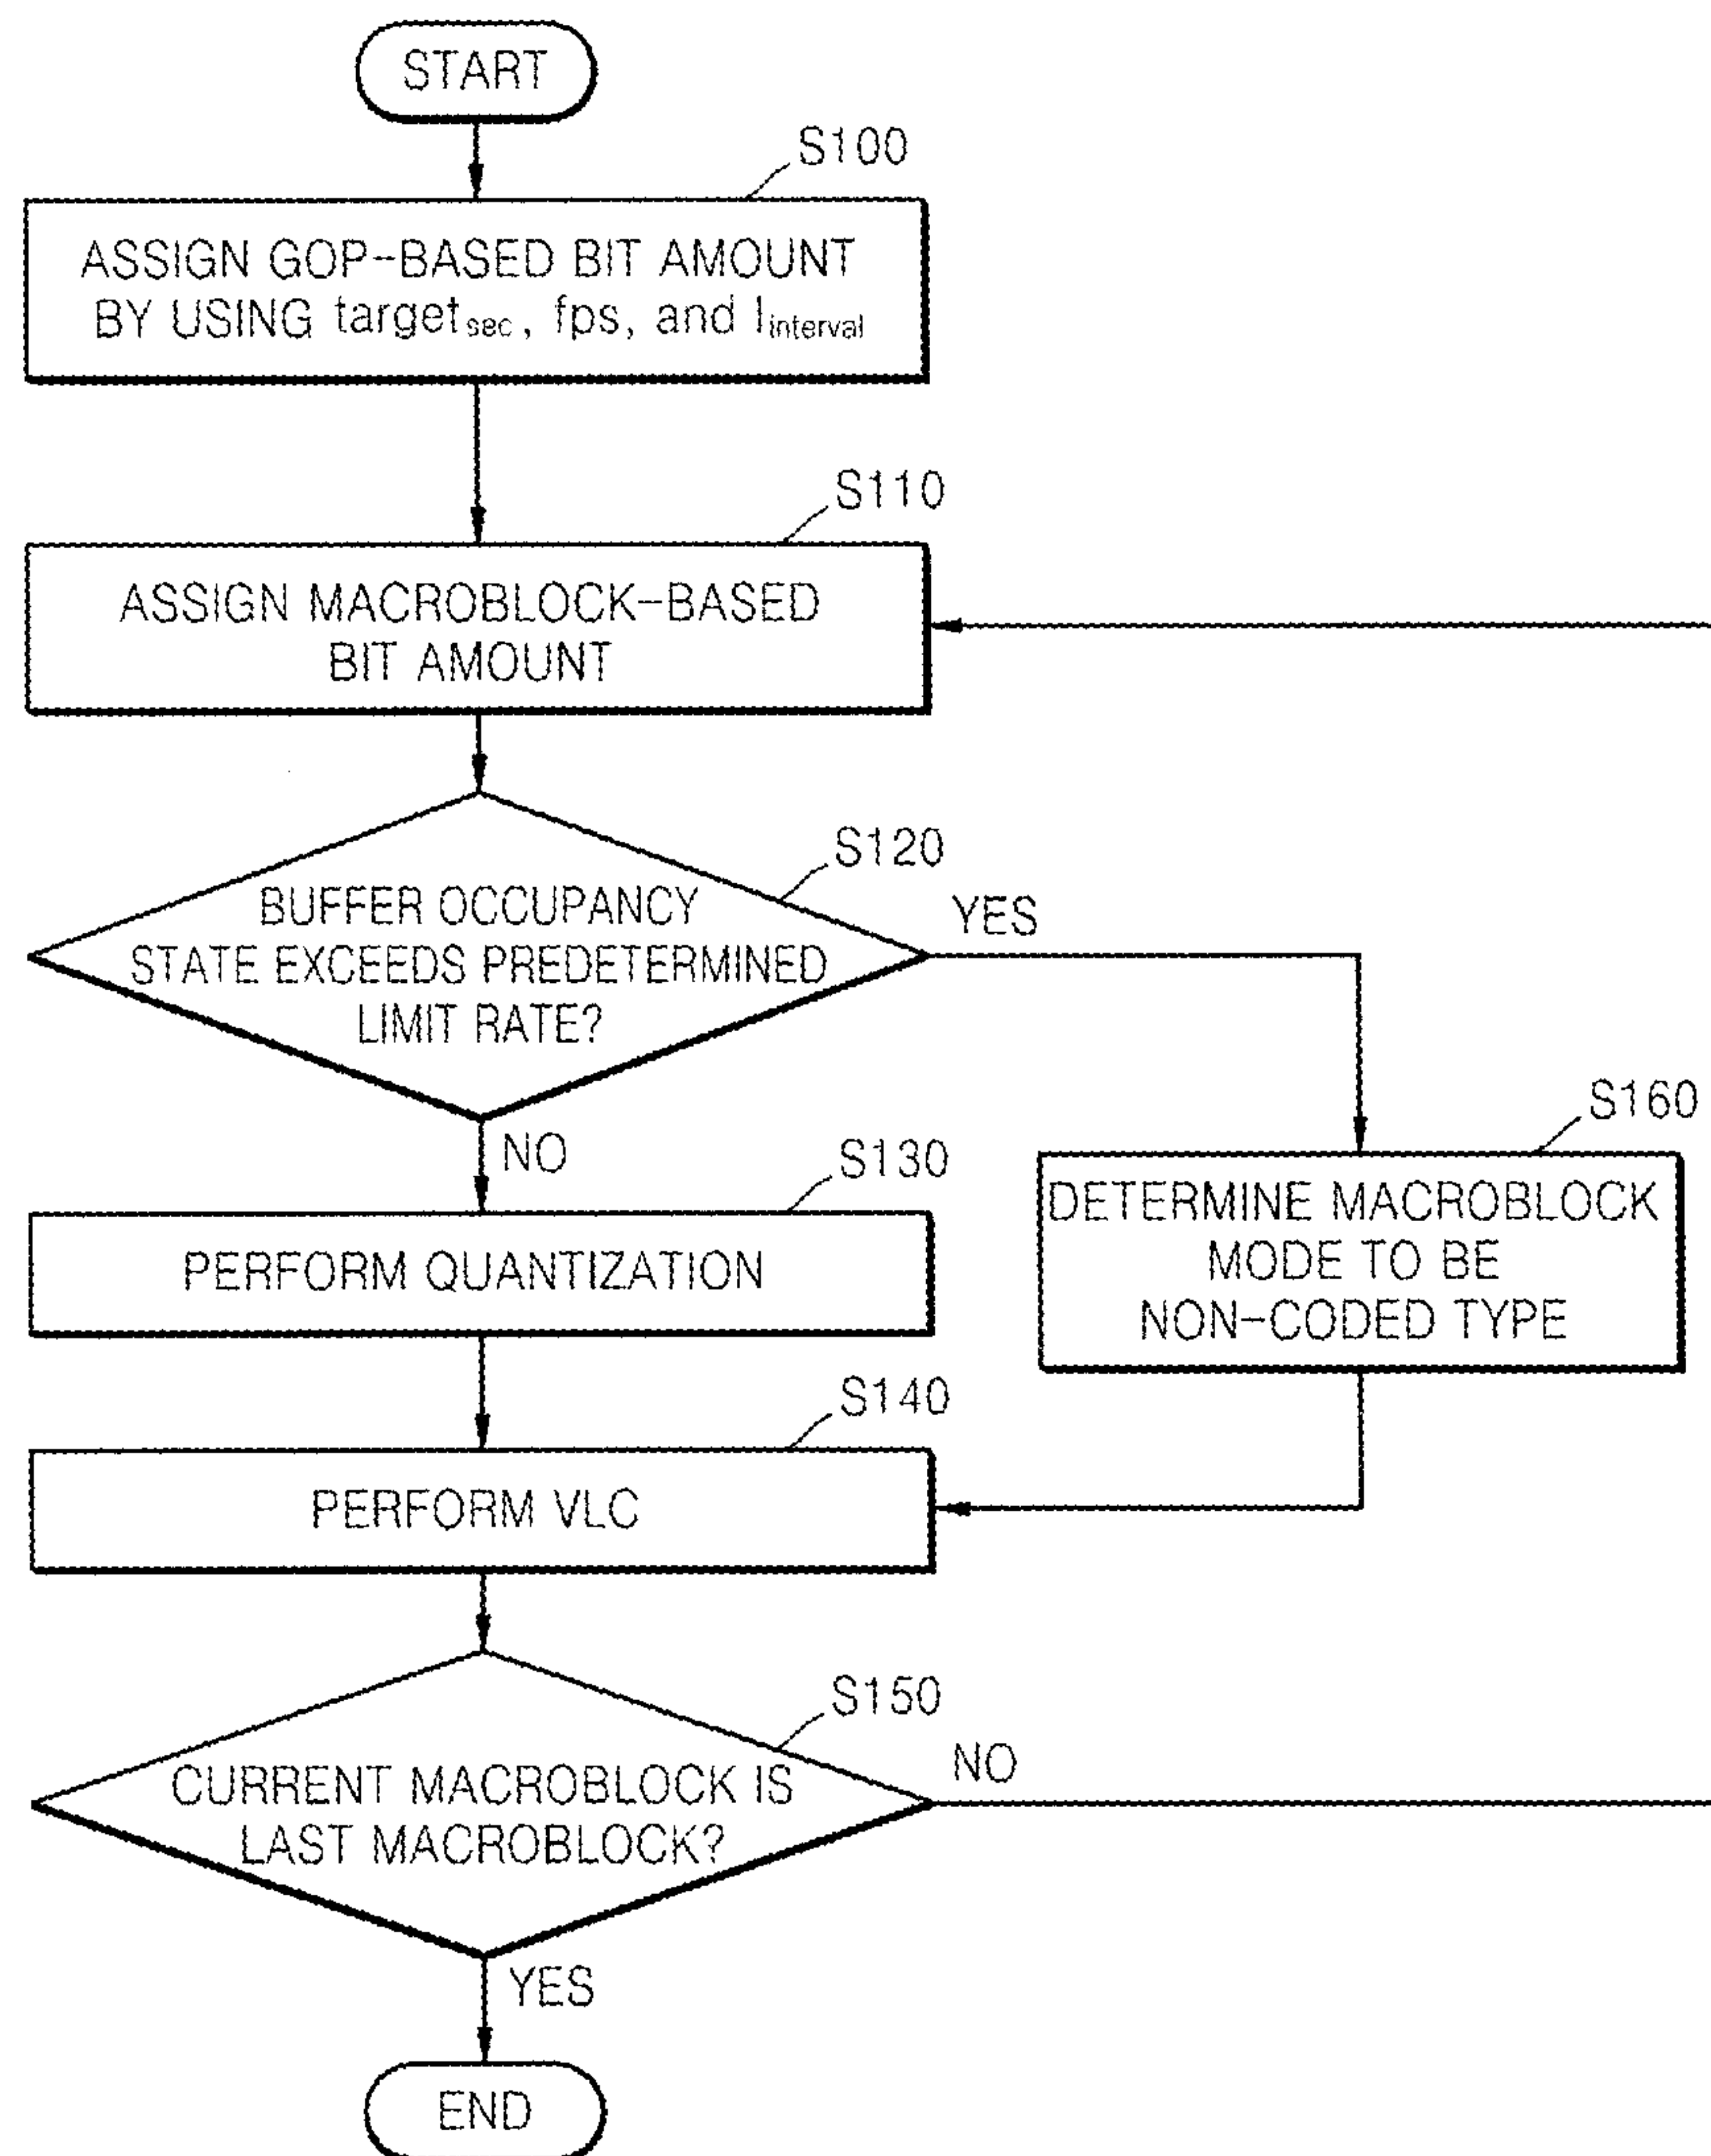 START
S100
ASSIGN GOP-BASED BIT AMOUNT
BY USING targetsec, fps, and Iinterval
S110
ASSIGN MACROBLOCK-BASED
BIT AMOUNT
S120
BUFFER OCCUPANCY
STATE EXCEEDS PREDETERMINED
LIMIT RATE?
YES
NO
S130
PERFORM QUANTIZATION
S160
DETERMINE MACROBLOCK
MODE TO BE
NON-CODED TYPE
S140
PERFORM VLC
S150
CURRENT MACROBLOCK IS
LAST MACROBLOCK?
NO
YES
END